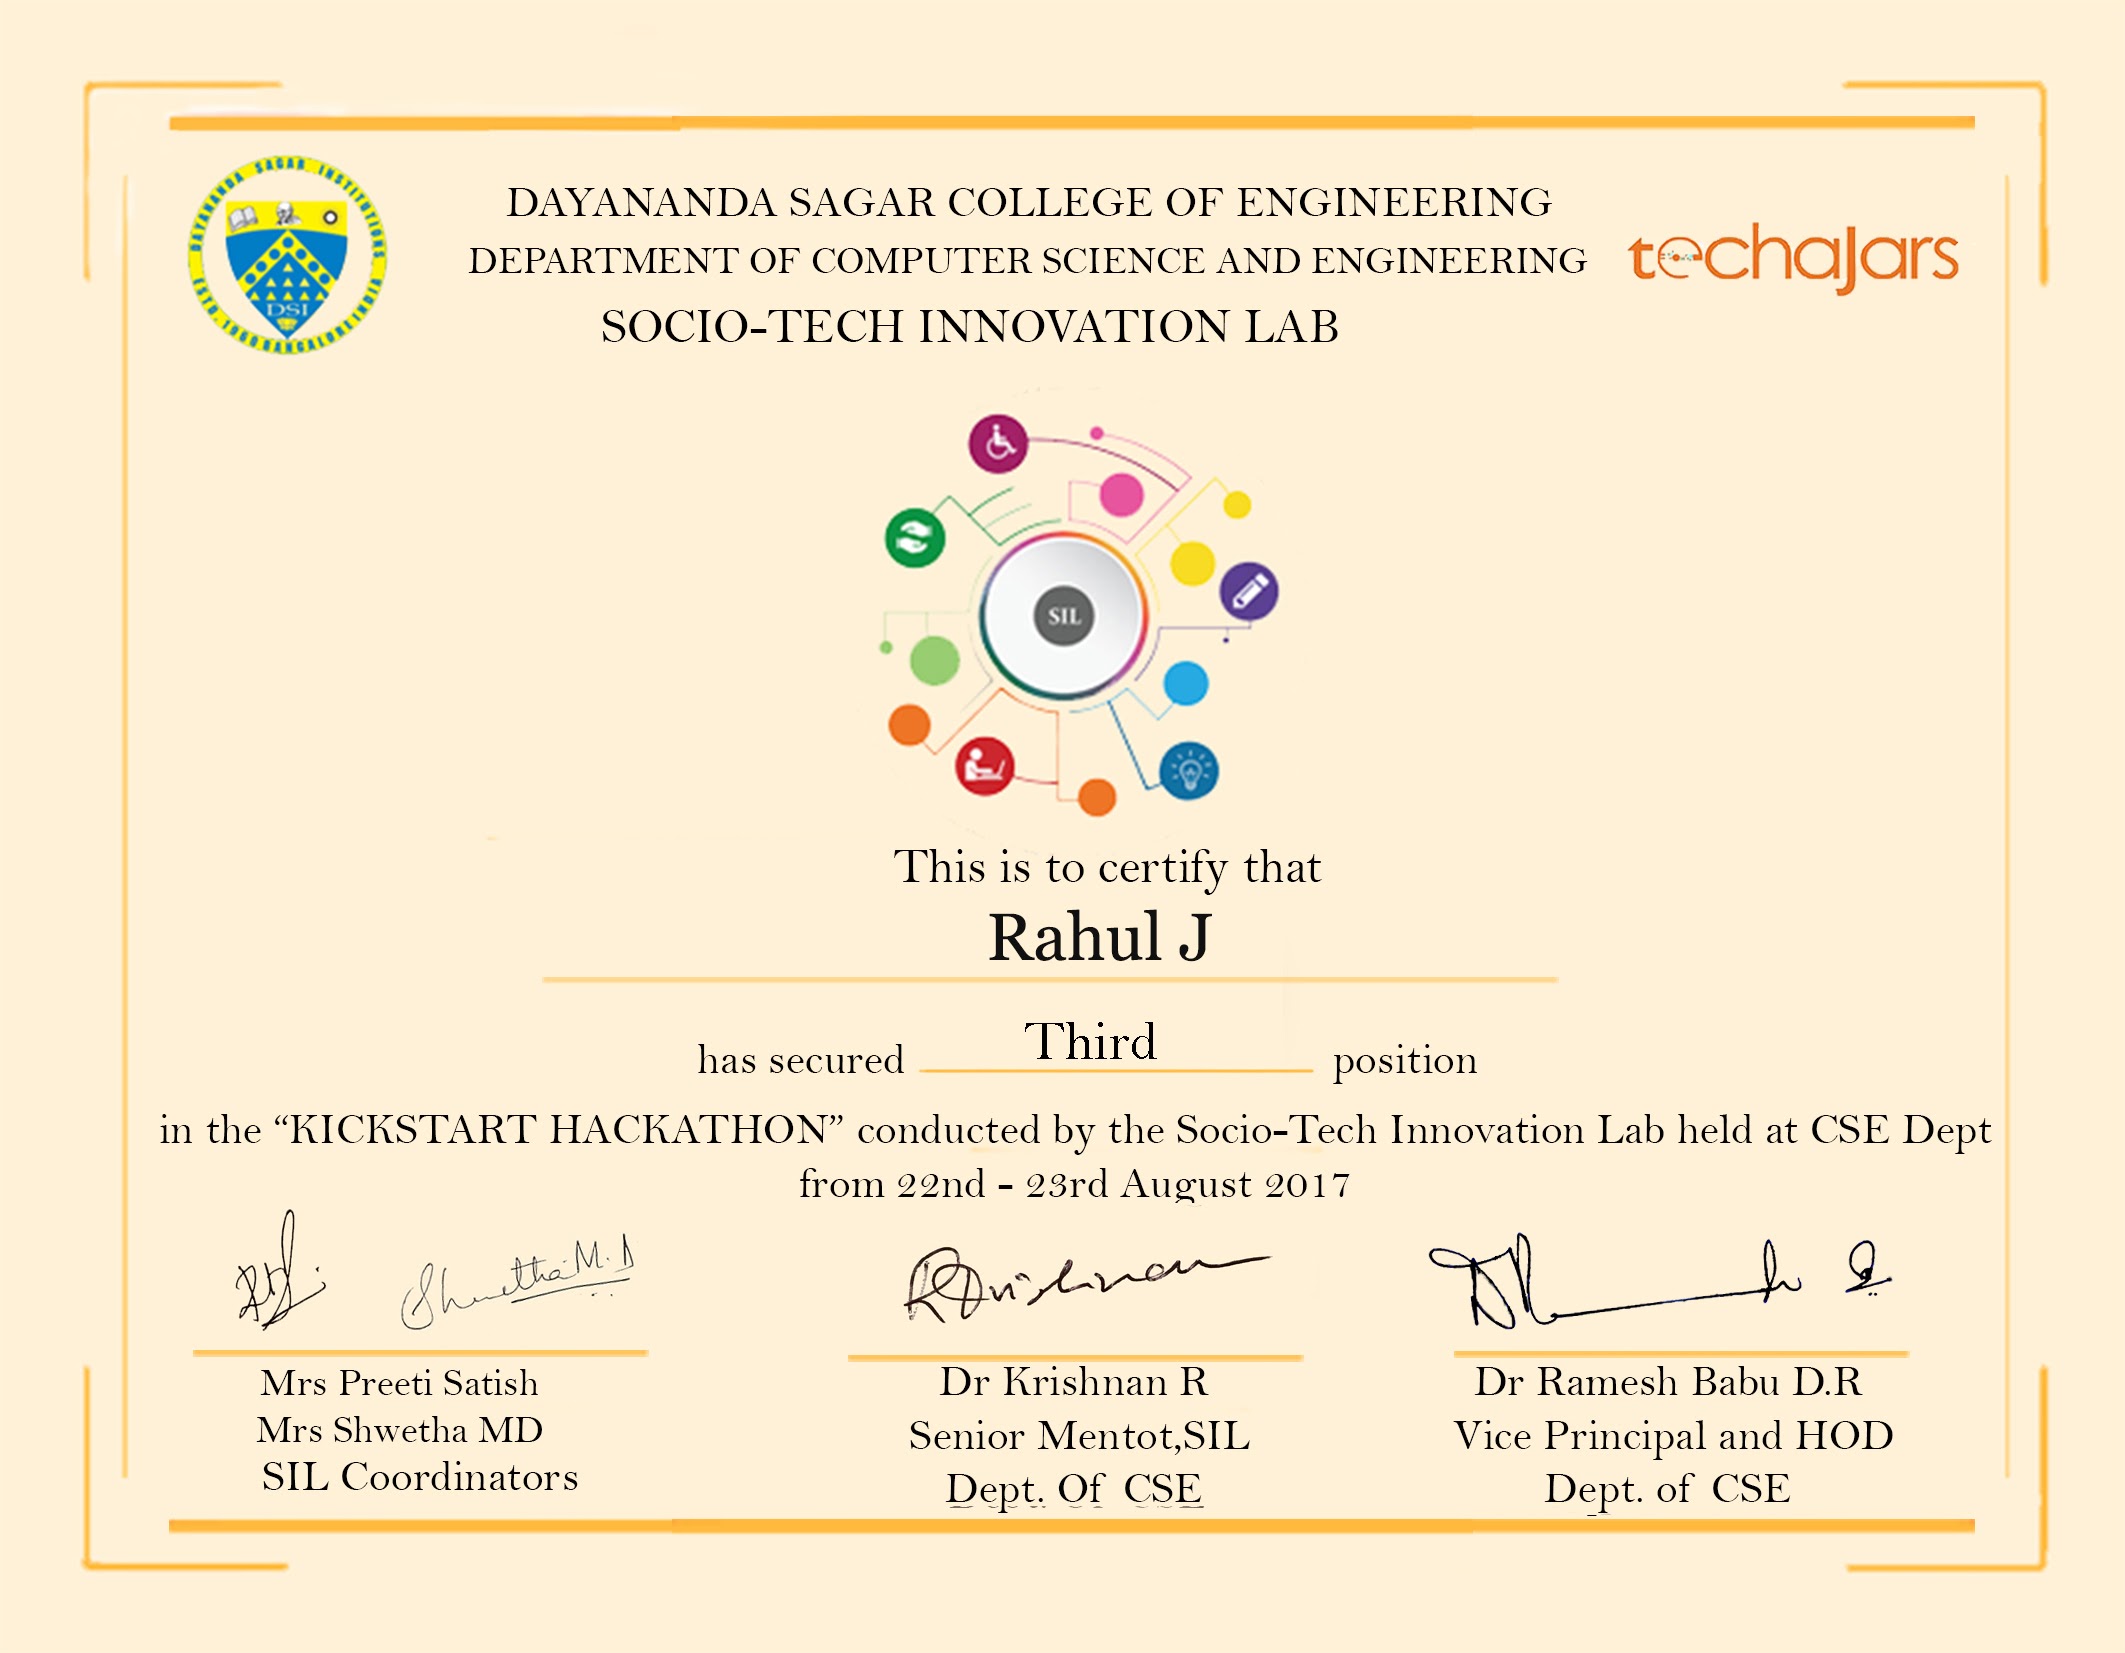 DAYANANDA SAGAR INSTITUTIONS
DSI
DAYANANDA SAGAR COLLEGE OF ENGINEERING
DEPARTMENT OF COMPUTER SCIENCE AND ENGINEERING
SOCIO-TECH INNOVATION LAB
techaJars
SIL
This is to certify that
Rahul J
has secured Third position
in the “KICKSTART HACKATHON” conducted by the Socio-Tech Innovation Lab held at CSE Dept
from 22nd - 23rd August 2017
Shwetha M.D
RKrishnan
Mrs Preeti Satish
Mrs Shwetha MD
SIL Coordinators
Dr Krishnan R
Senior Mentot,SIL
Dept. Of CSE
Dr Ramesh Babu D.R
Vice Principal and HOD
Dept. of CSE